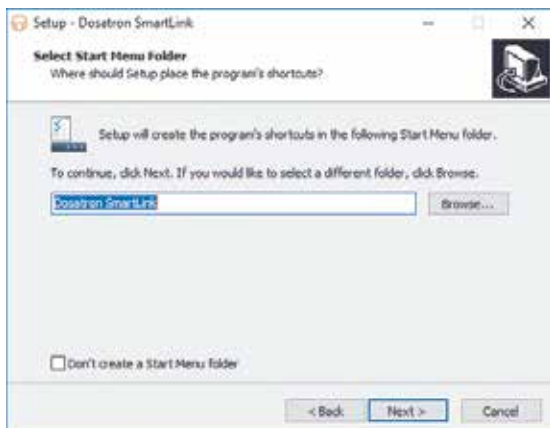 Setup - Dosatron SmartLink
Select Start Menu Folder
Where should Setup place the program's shortcuts?
Setup will create the program's shortcuts in the following Start Menu folder.
To continue, click Next. If you would like to select a different folder, click Browse.
Dosatron SmartLink
Browse...
Don't create a Start Menu folder
< Back
Next >
Cancel